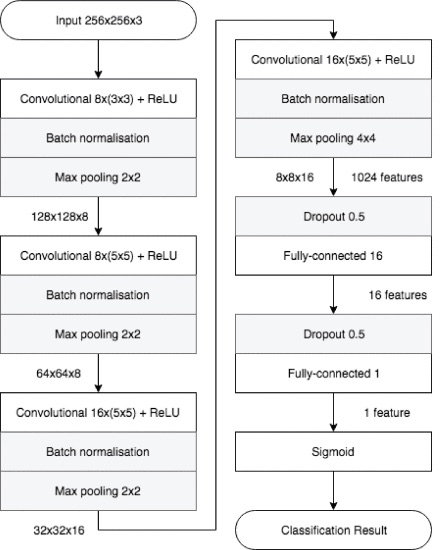 Input 256x256x3
Convolutional 8x(3x3) + ReLU
Batch normalisation
Max pooling 2x2
128x128x8
Convolutional 8x(5x5) + ReLU
Batch normalisation
Max pooling 2x2
64x64x8
Convolutional 16x(5x5) + ReLU
Batch normalisation
Max pooling 2x2
32x32x16
Convolutional 16x(5x5) + ReLU
Batch normalisation
Max pooling 4x4
8x8x16 1024 features
Dropout 0.5
Fully-connected 16
16 features
Dropout 0.5
Fully-connected 1
1 feature
Sigmoid
Classification Result